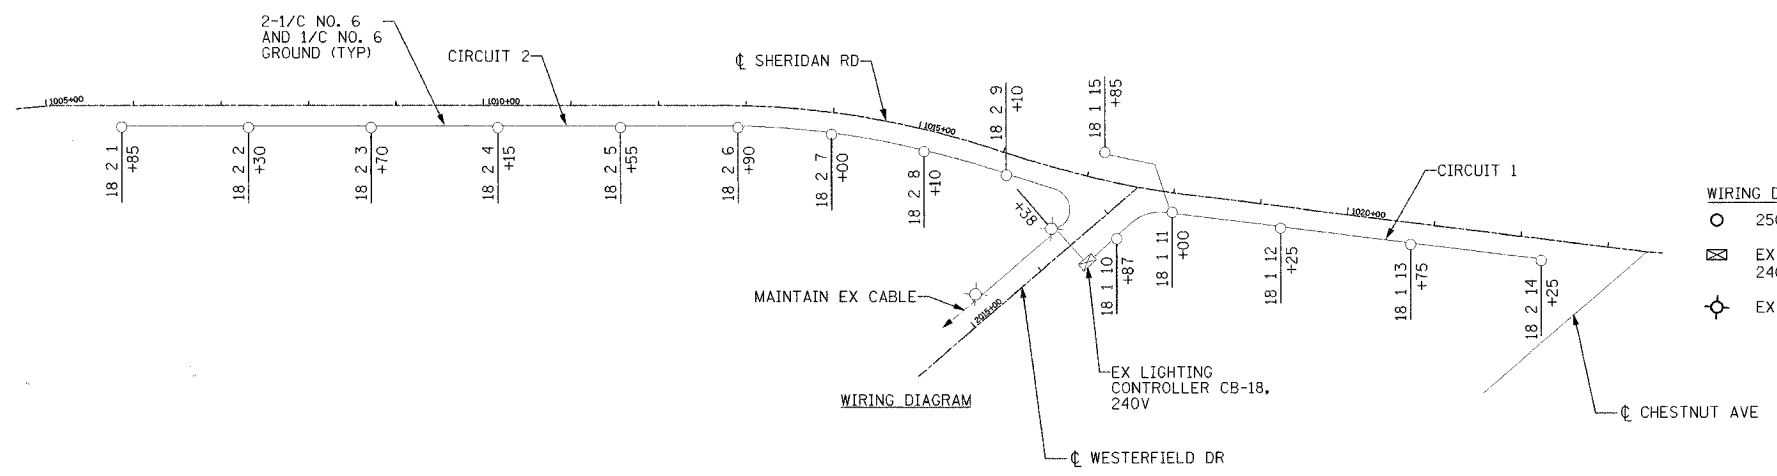 2-1/C NO. 6
AND 1/C NO. 6
GROUND (TYP)
CIRCUIT 2
℄ SHERIDAN RD
1005+00
1010+00
1015+00
1020+00
2015+00
18 2 1
+85
18 2 2
+30
18 2 3
+70
18 2 4
+15
18 2 5
+55
18 2 6
+90
18 2 7
+00
18 2 8
+10
18 2 9
+10
18 1 15
+85
+38
18 1 10
+87
18 1 11
+00
18 1 12
+25
18 1 13
+75
18 2 14
+25
CIRCUIT 1
MAINTAIN EX CABLE
EX LIGHTING
CONTROLLER CB-18,
240V
WIRING DIAGRAM
℄ WESTERFIELD DR
℄ CHESTNUT AVE
WIRING D
EX
EX